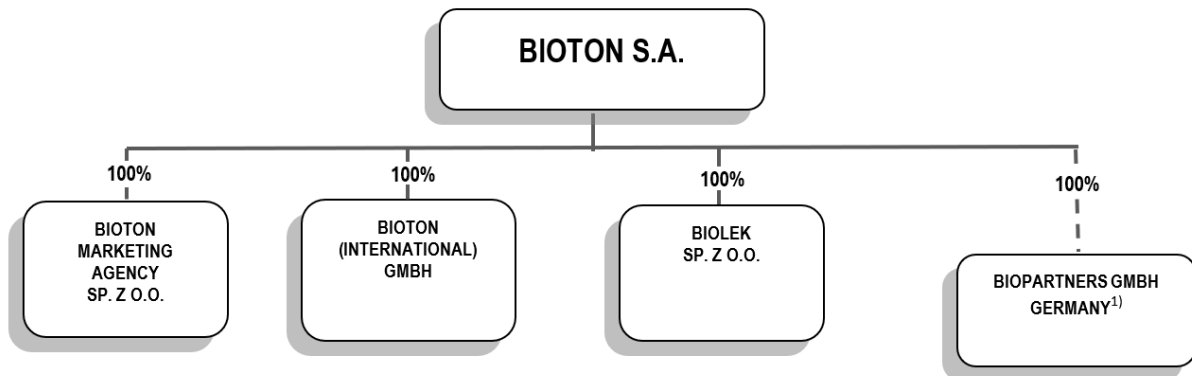 BIOTON S.A.
100%
100%
100%
100%
BIOTON
MARKETING
AGENCY
SP. Z O.O.
BIOTON
(INTERNATIONAL)
GMBH
BIOLEK
SP. Z O.O.
BIOPARTNERS GMBH
GERMANY1)